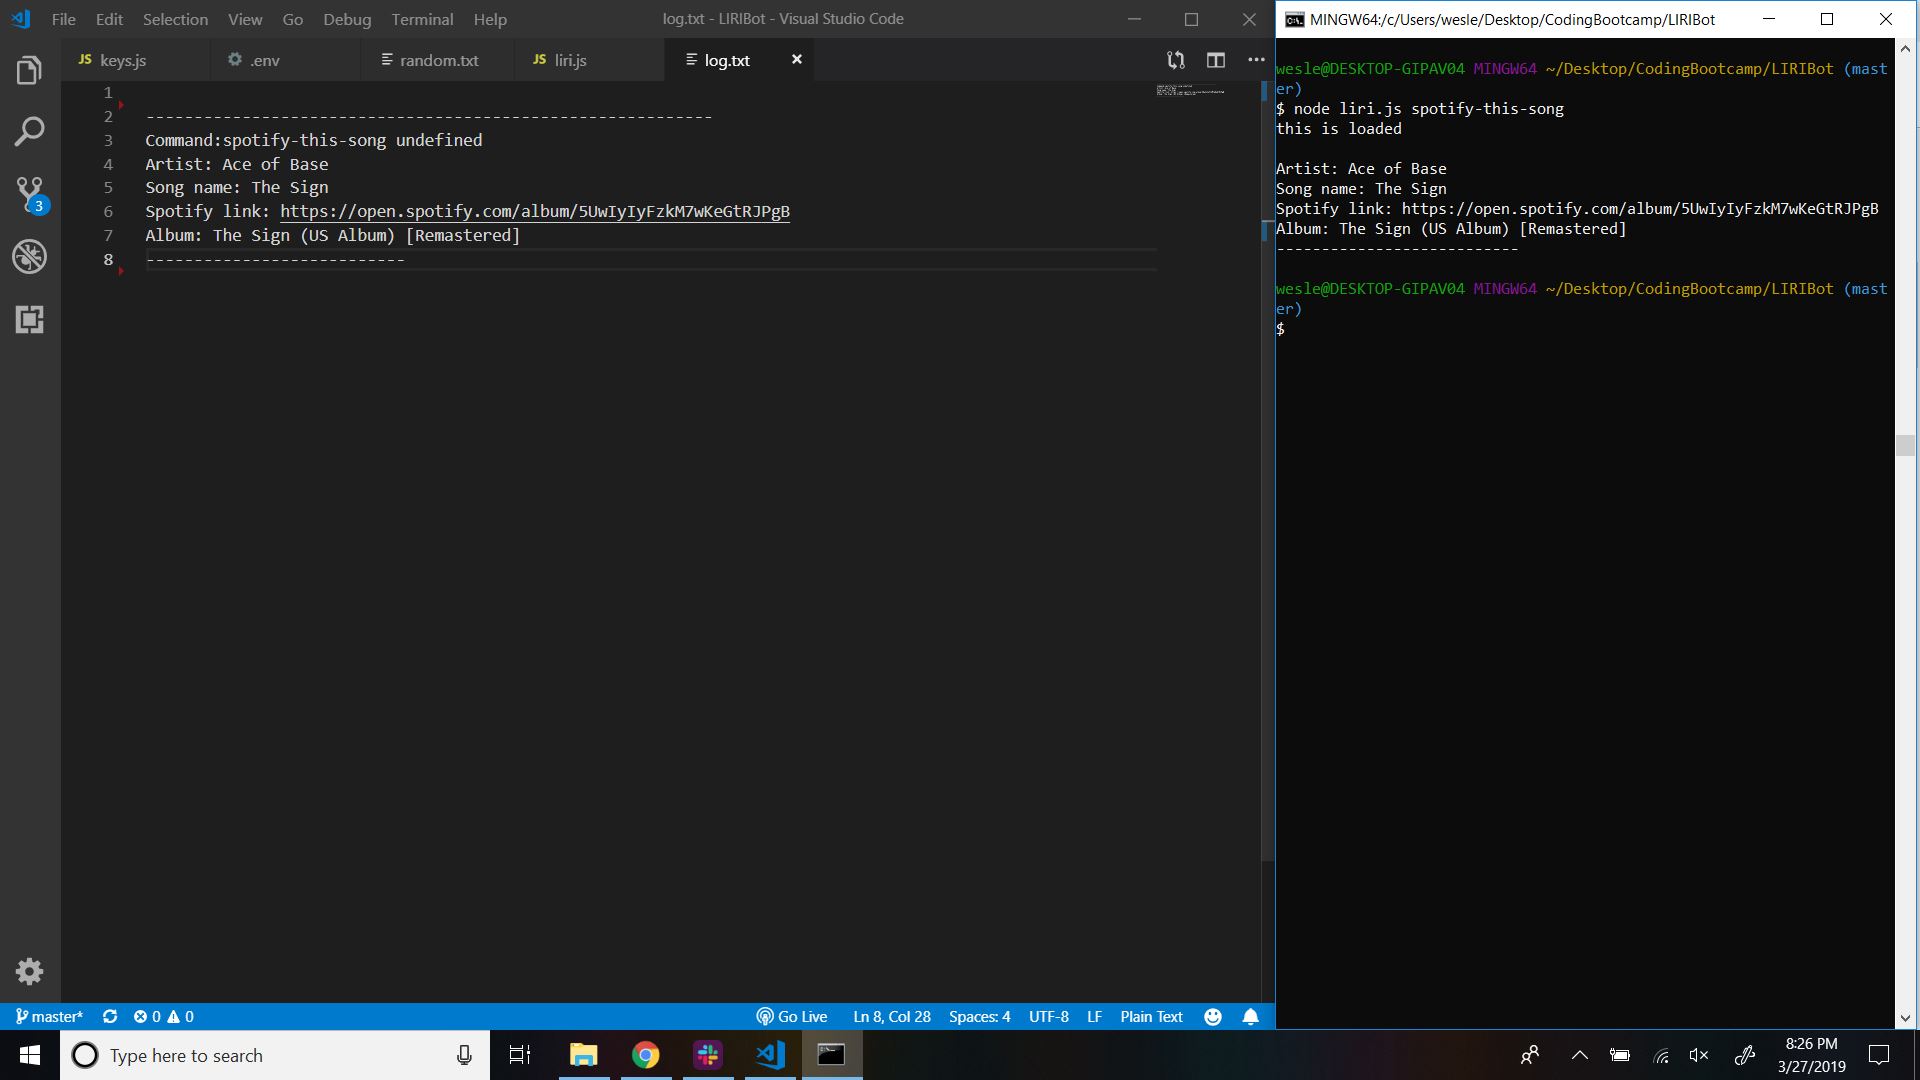 File Edit Selection View Go Debug Terminal Help
log.txt - LIRIBot - Visual Studio Code
JS keys.js
.env
random.txt
JS liri.js
log.txt
1
2 -----------------------------------------------------------
3 Command:spotify-this-song undefined
4 Artist: Ace of Base
5 Song name: The Sign
6 Spotify link: https://open.spotify.com/album/5UwIyIyFzkM7wKeGtRJPgB
7 Album: The Sign (US Album) [Remastered]
8 ---------------------------
3
master* 0 0
Go Live
Ln 8, Col 28
Spaces: 4
UTF-8
LF
Plain Text
MINGW64:/c/Users/wesle/Desktop/CodingBootcamp/LIRIBot
wesle@DESKTOP-GIPAV04 MINGW64 ~/Desktop/CodingBootcamp/LIRIBot (mast
er)
$ node liri.js spotify-this-song
this is loaded
Artist: Ace of Base
Song name: The Sign
Spotify link: https://open.spotify.com/album/5UwIyIyFzkM7wKeGtRJPgB
Album: The Sign (US Album) [Remastered]
---------------------------
wesle@DESKTOP-GIPAV04 MINGW64 ~/Desktop/CodingBootcamp/LIRIBot (mast
er)
$
Type here to search
8:26 PM
3/27/2019